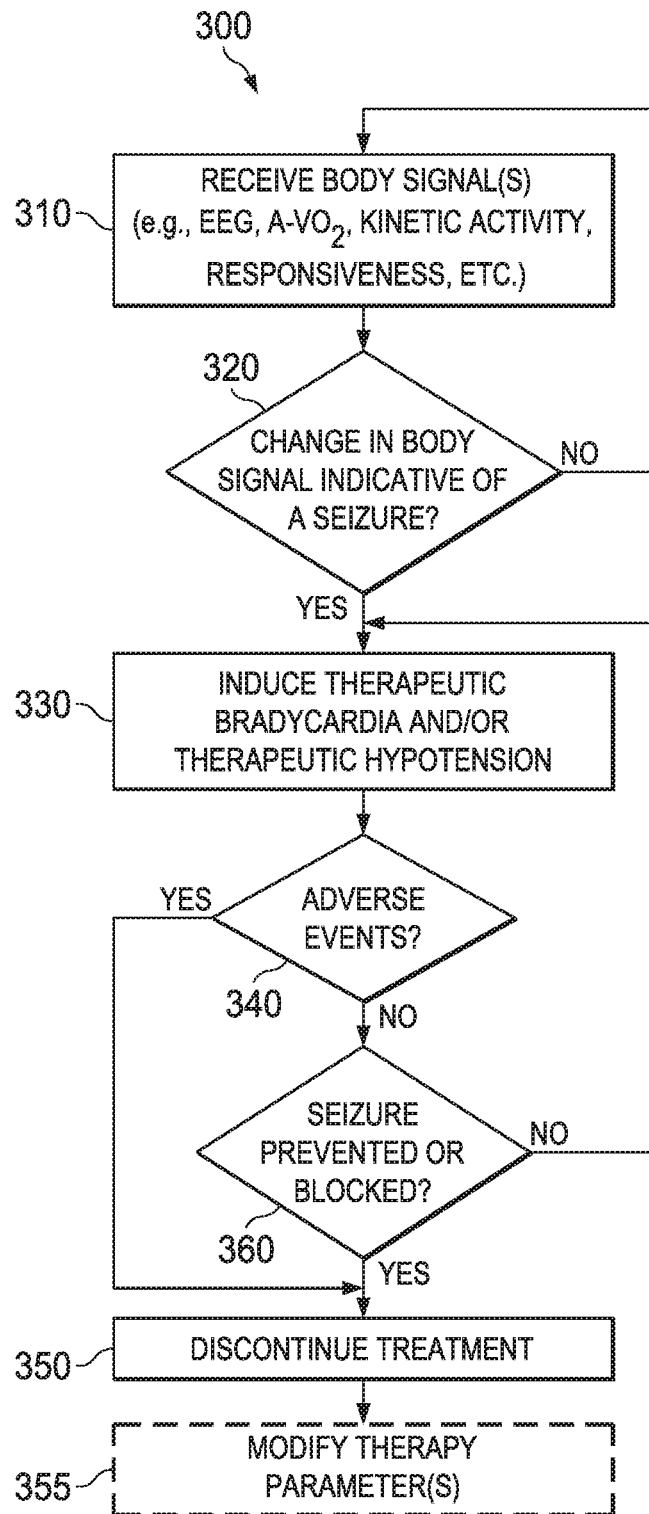 300
310
RECEIVE BODY SIGNAL(S)
(e.g., EEG, A-VO₂, KINETIC ACTIVITY,
RESPONSIVENESS, ETC.)
320
CHANGE IN BODY
SIGNAL INDICATIVE OF
A SEIZURE?
NO
YES
330
INDUCE THERAPEUTIC
BRADYCARDIA AND/OR
THERAPEUTIC HYPOTENSION
YES
ADVERSE
EVENTS?
340
NO
SEIZURE
PREVENTED OR
BLOCKED?
NO
360
YES
350
DISCONTINUE TREATMENT
355
MODIFY THERAPY
PARAMETER(S)